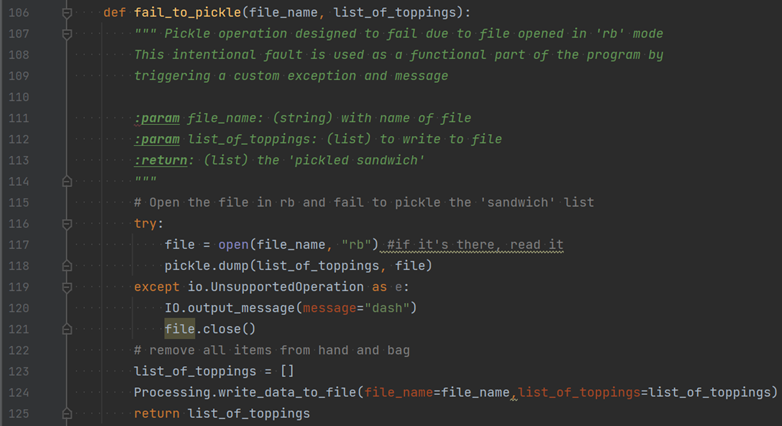 106 def fail_to_pickle(file_name, list_of_toppings):
107 """ Pickle operation designed to fail due to file opened in 'rb' mode
108 This intentional fault is used as a functional part of the program by
109 triggering a custom exception and message
110
111 :param file_name: (string) with name of file
112 :param list_of_toppings: (list) to write to file
113 :return: (list) the 'pickled sandwich'
114 """
115 # Open the file in rb and fail to pickle the 'sandwich' list
116 try:
117 file = open(file_name, "rb") #if it's there, read it
118 pickle.dump(list_of_toppings, file)
119 except io.UnsupportedOperation as e:
120 IO.output_message(message="dash")
121 file.close()
122 # remove all items from hand and bag
123 list_of_toppings = []
124 Processing.write_data_to_file(file_name=file_name,list_of_toppings=list_of_toppings)
125 return list_of_toppings